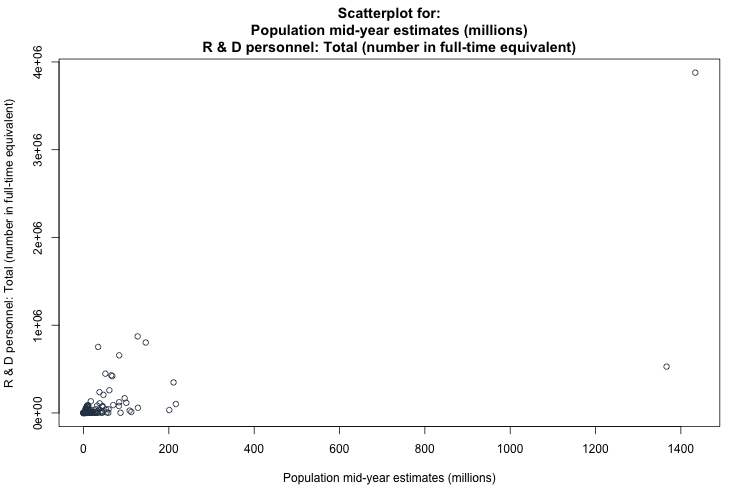 Scatterplot for:
Population mid-year estimates (millions)
R & D personnel: Total (number in full-time equivalent)
R & D personnel: Total (number in full-time equivalent)
4e+06
3e+06
2e+06
1e+06
0e+00
0 200 400 600 800 1000 1200 1400
Population mid-year estimates (millions)